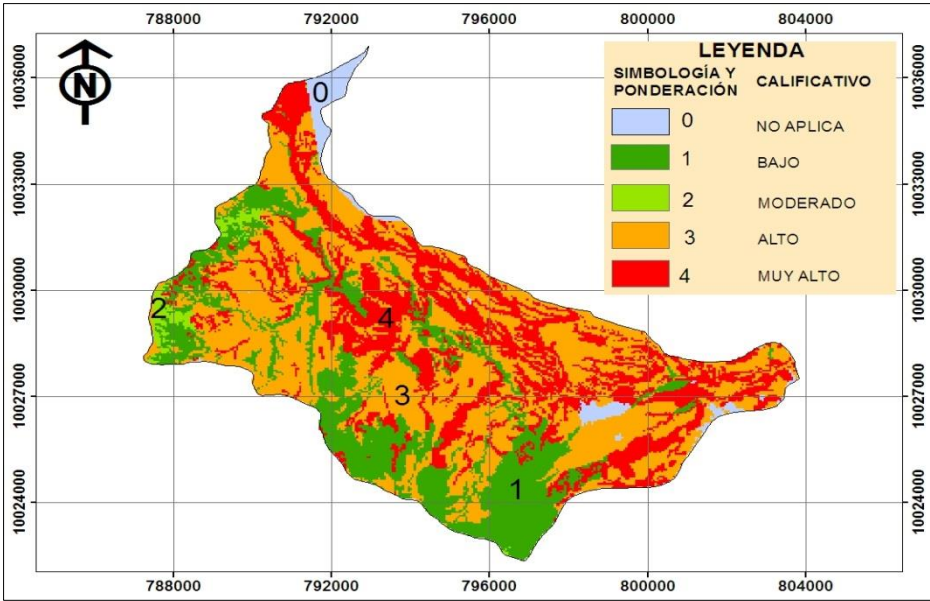 788000 792000 796000 800000 804000
N
LEYENDA
SIMBOLOGÍA Y PONDERACIÓN CALIFICATIVO
0 NO APLICA
1 BAJO
2 MODERADO
3 ALTO
4 MUY ALTO
10036000 10036000
10033000 10033000
10030000 10030000
10027000 10027000
10024000 10024000
0
2
4
3
1
788000 792000 796000 800000 804000